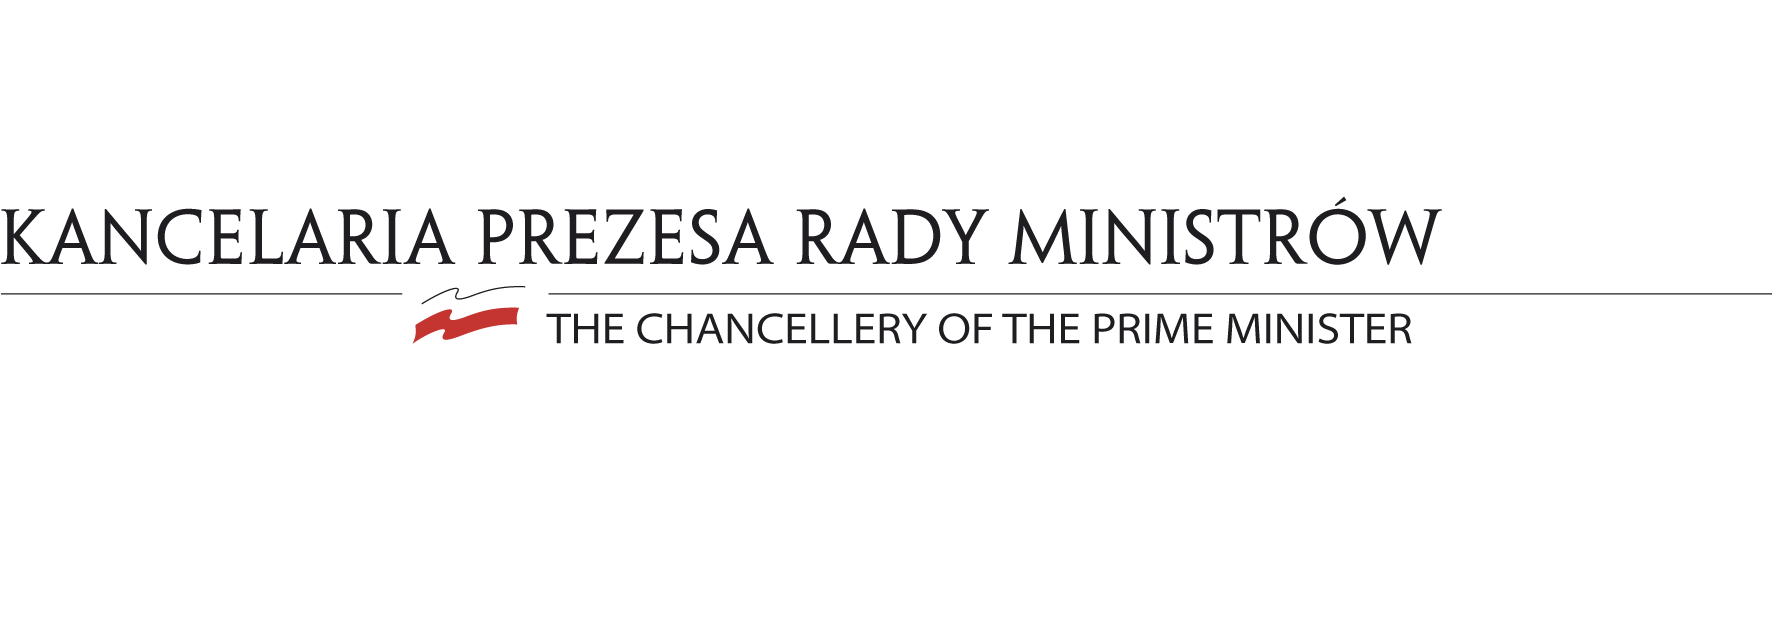 KANCELARIA PREZESA RADY MINISTRÓW
THE CHANCELLERY OF THE PRIME MINISTER